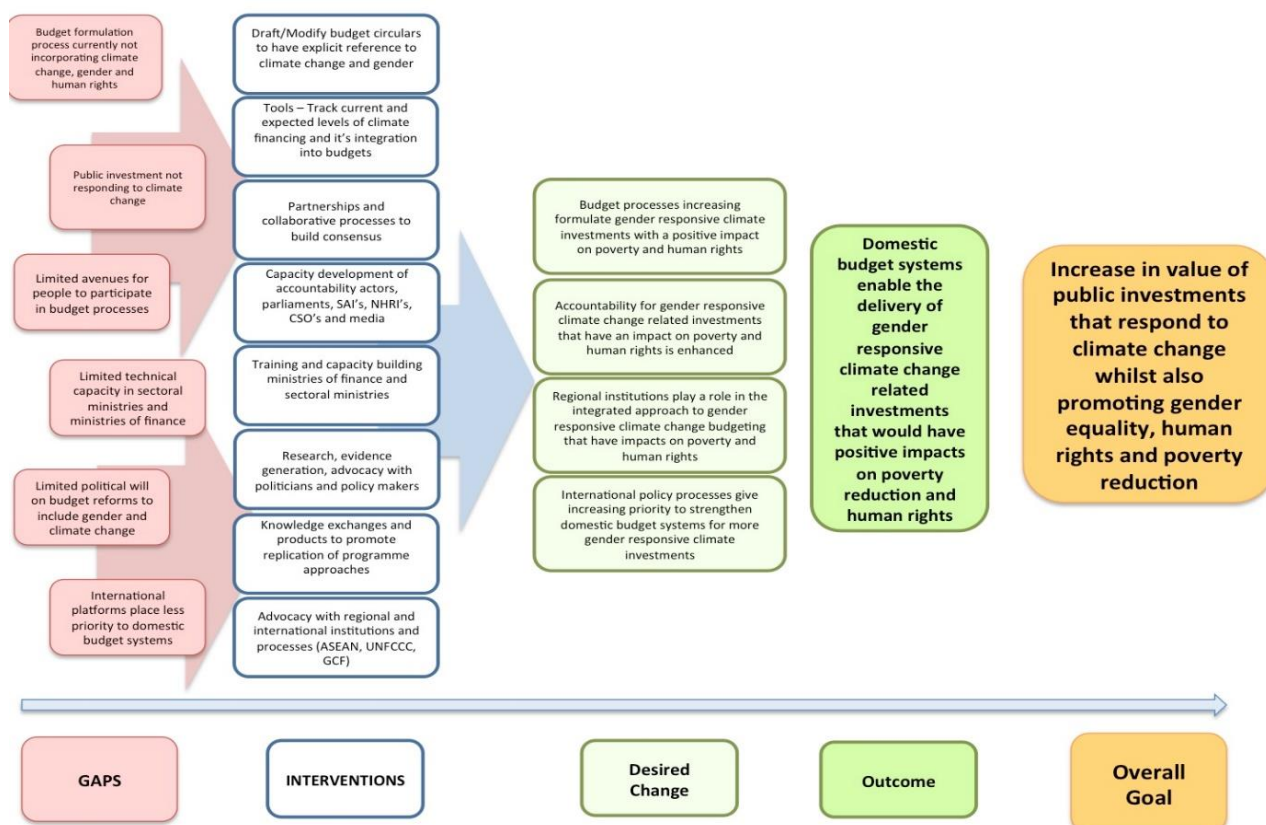 Budget formulation
process currently not
incorporating climate
change, gender and
human rights
Public investment not
responding to climate
change
Limited avenues for
people to participate
in budget processes
Limited technical
capacity in sectoral
ministries and
ministries of finance
Limited political will
on budget reforms to
include gender and
climate change
International
platforms place less
priority to domestic
budget systems
Draft/Modify budget circulars
to have explicit reference to
climate change and gender
Tools – Track current and
expected levels of climate
financing and it's integration
into budgets
Partnerships and
collaborative processes to
build consensus
Capacity development of
accountability actors,
parliaments, SAI's, NHRI's,
CSO's and media
Training and capacity building
ministries of finance and
sectoral ministries
Research, evidence
generation, advocacy with
politicians and policy makers
Knowledge exchanges and
products to promote
replication of programme
approaches
Advocacy with regional and
international institutions and
processes (ASEAN, UNFCCC,
GCF)
Budget processes increasing
formulate gender responsive climate
investments with a positive impact
on poverty and human rights
Accountability for gender responsive
climate change related investments
that have an impact on poverty and
human rights is enhanced
Regional institutions play a role in the
integrated approach to gender
responsive climate change budgeting
that have impacts on poverty and
human rights
International policy processes give
increasing priority to strengthen
domestic budget systems for more
gender responsive climate
investments
Domestic
budget systems
enable the
delivery of
gender
responsive
climate change
related
investments
that would have
positive impacts
on poverty
reduction and
human rights
Increase in value of
public investments
that respond to
climate change
whilst also
promoting gender
equality, human
rights and poverty
reduction
GAPS
INTERVENTIONS
Desired
Change
Outcome
Overall
Goal